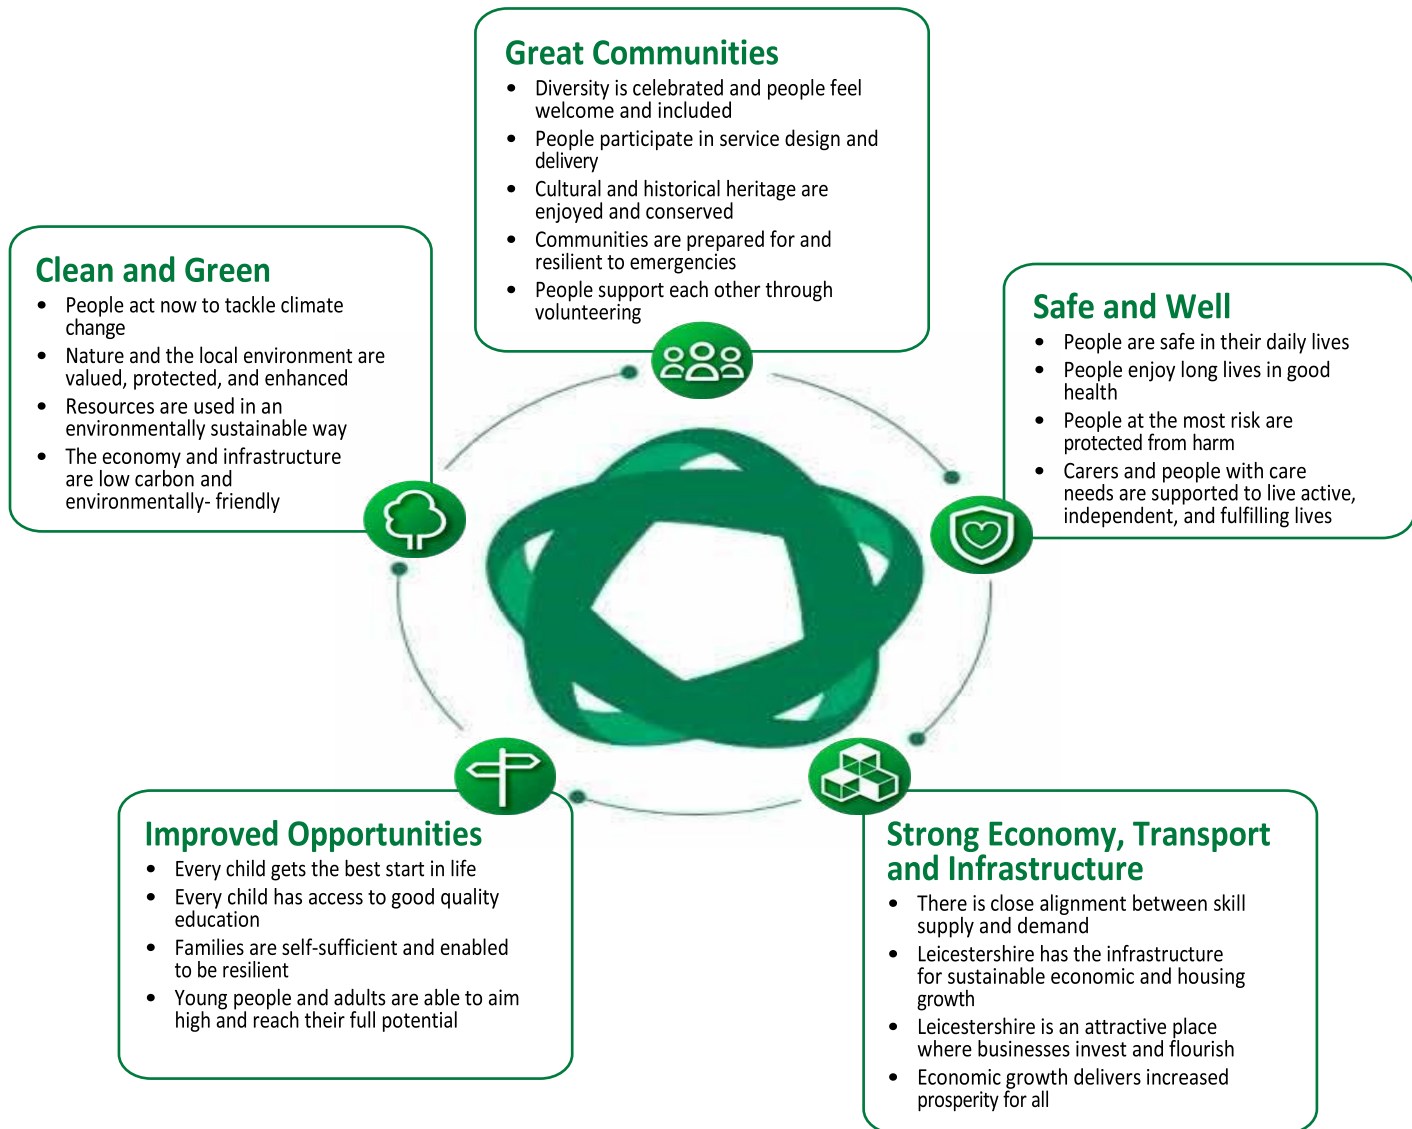 Great Communities
• Diversity is celebrated and people feel
welcome and included
• People participate in service design and
delivery
• Cultural and historical heritage are
enjoyed and conserved
• Communities are prepared for and
resilient to emergencies
• People support each other through
volunteering
Clean and Green
• People act now to tackle climate
change
• Nature and the local environment are
valued, protected, and enhanced
• Resources are used in an
environmentally sustainable way
• The economy and infrastructure
are low carbon and
environmentally- friendly
Safe and Well
• People are safe in their daily lives
• People enjoy long lives in good
health
• People at the most risk are
protected from harm
• Carers and people with care
needs are supported to live active,
independent, and fulfilling lives
Improved Opportunities
• Every child gets the best start in life
• Every child has access to good quality
education
• Families are self-sufficient and enabled
to be resilient
• Young people and adults are able to aim
high and reach their full potential
Strong Economy, Transport
and Infrastructure
• There is close alignment between skill
supply and demand
• Leicestershire has the infrastructure
for sustainable economic and housing
growth
• Leicestershire is an attractive place
where businesses invest and flourish
• Economic growth delivers increased
prosperity for all